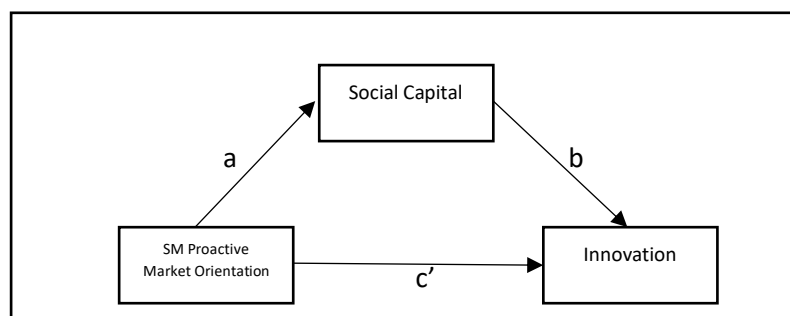 Social Capital
a
b
SM Proactive
Market Orientation
Innovation
c’